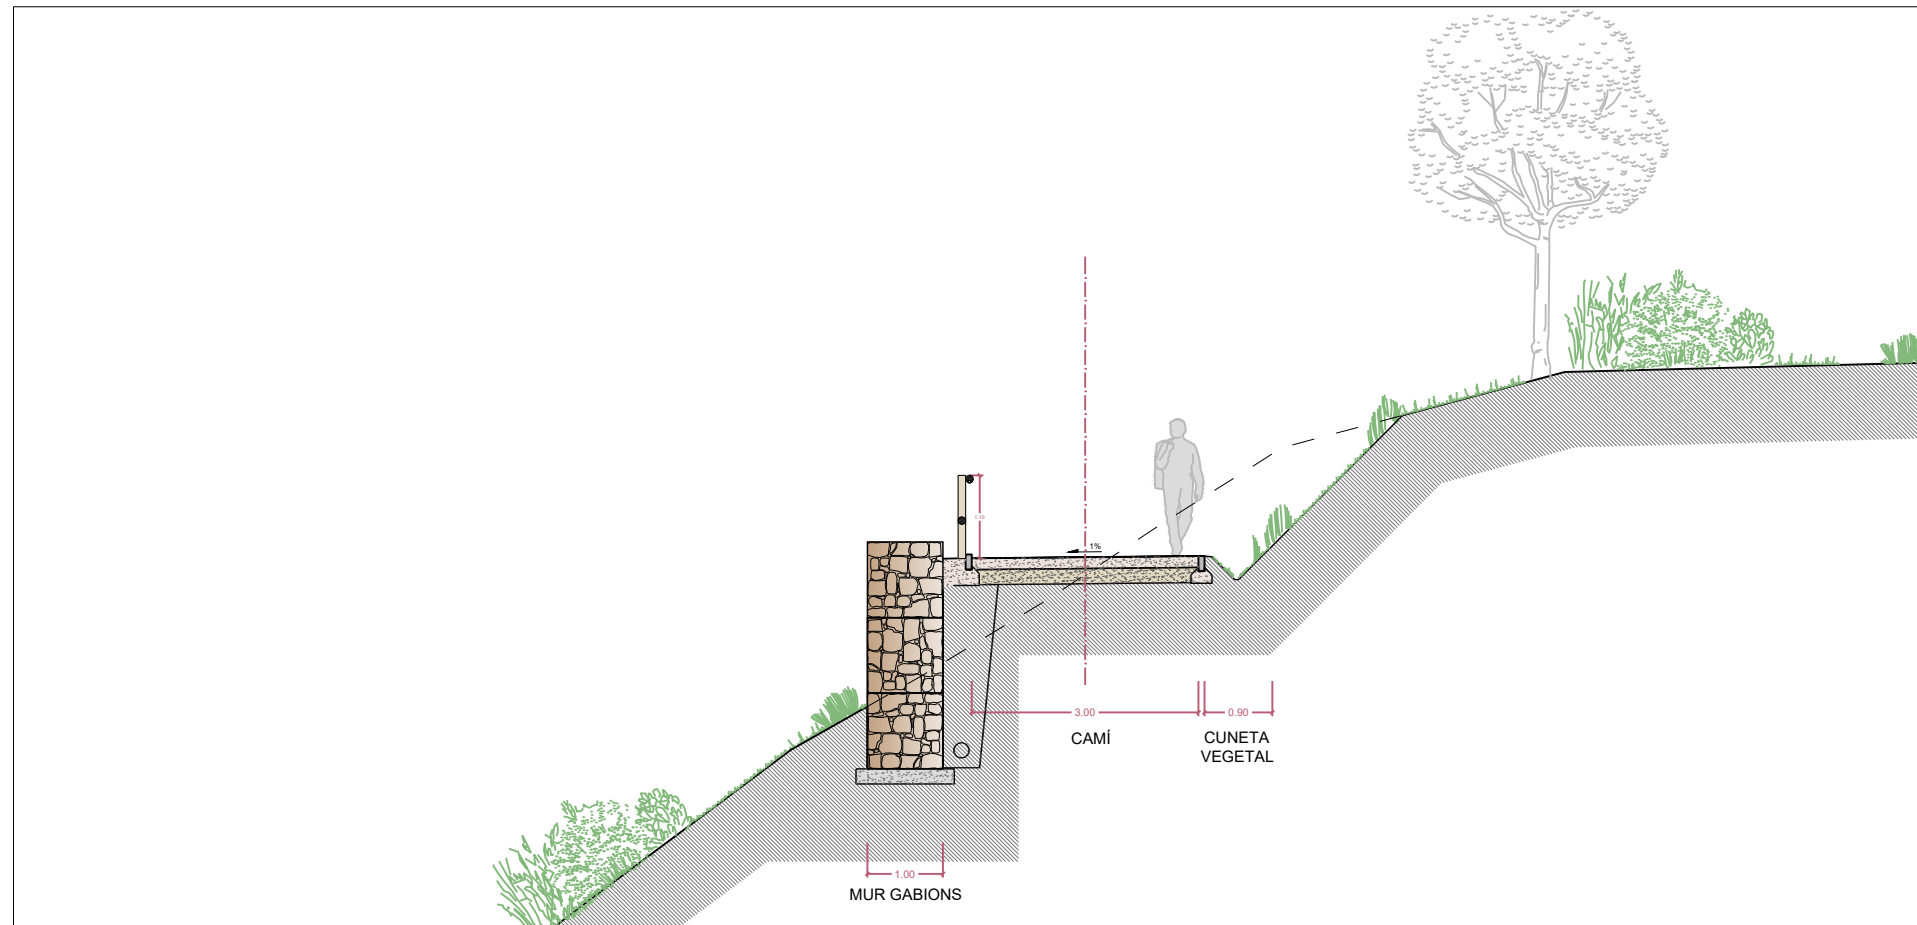 1.10
1%
3.00
0.90
CAMÍ
CUNETA
VEGETAL
1.00
MUR GABIONS